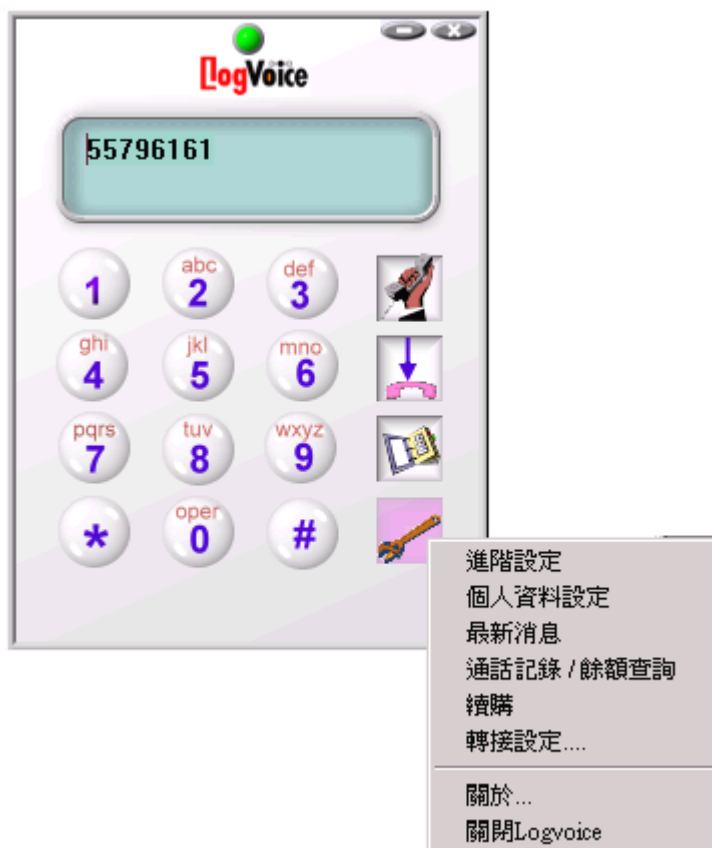 LogVoice
55796161
1 abc 2 def 3
ghi 4 jkl 5 mno 6
pqrs 7 tuv 8 wxyz 9
* oper 0 #
進階設定
個人資料設定
最新消息
通話記錄 / 餘額查詢
續購
轉接設定....
關於...
關閉Logvoice